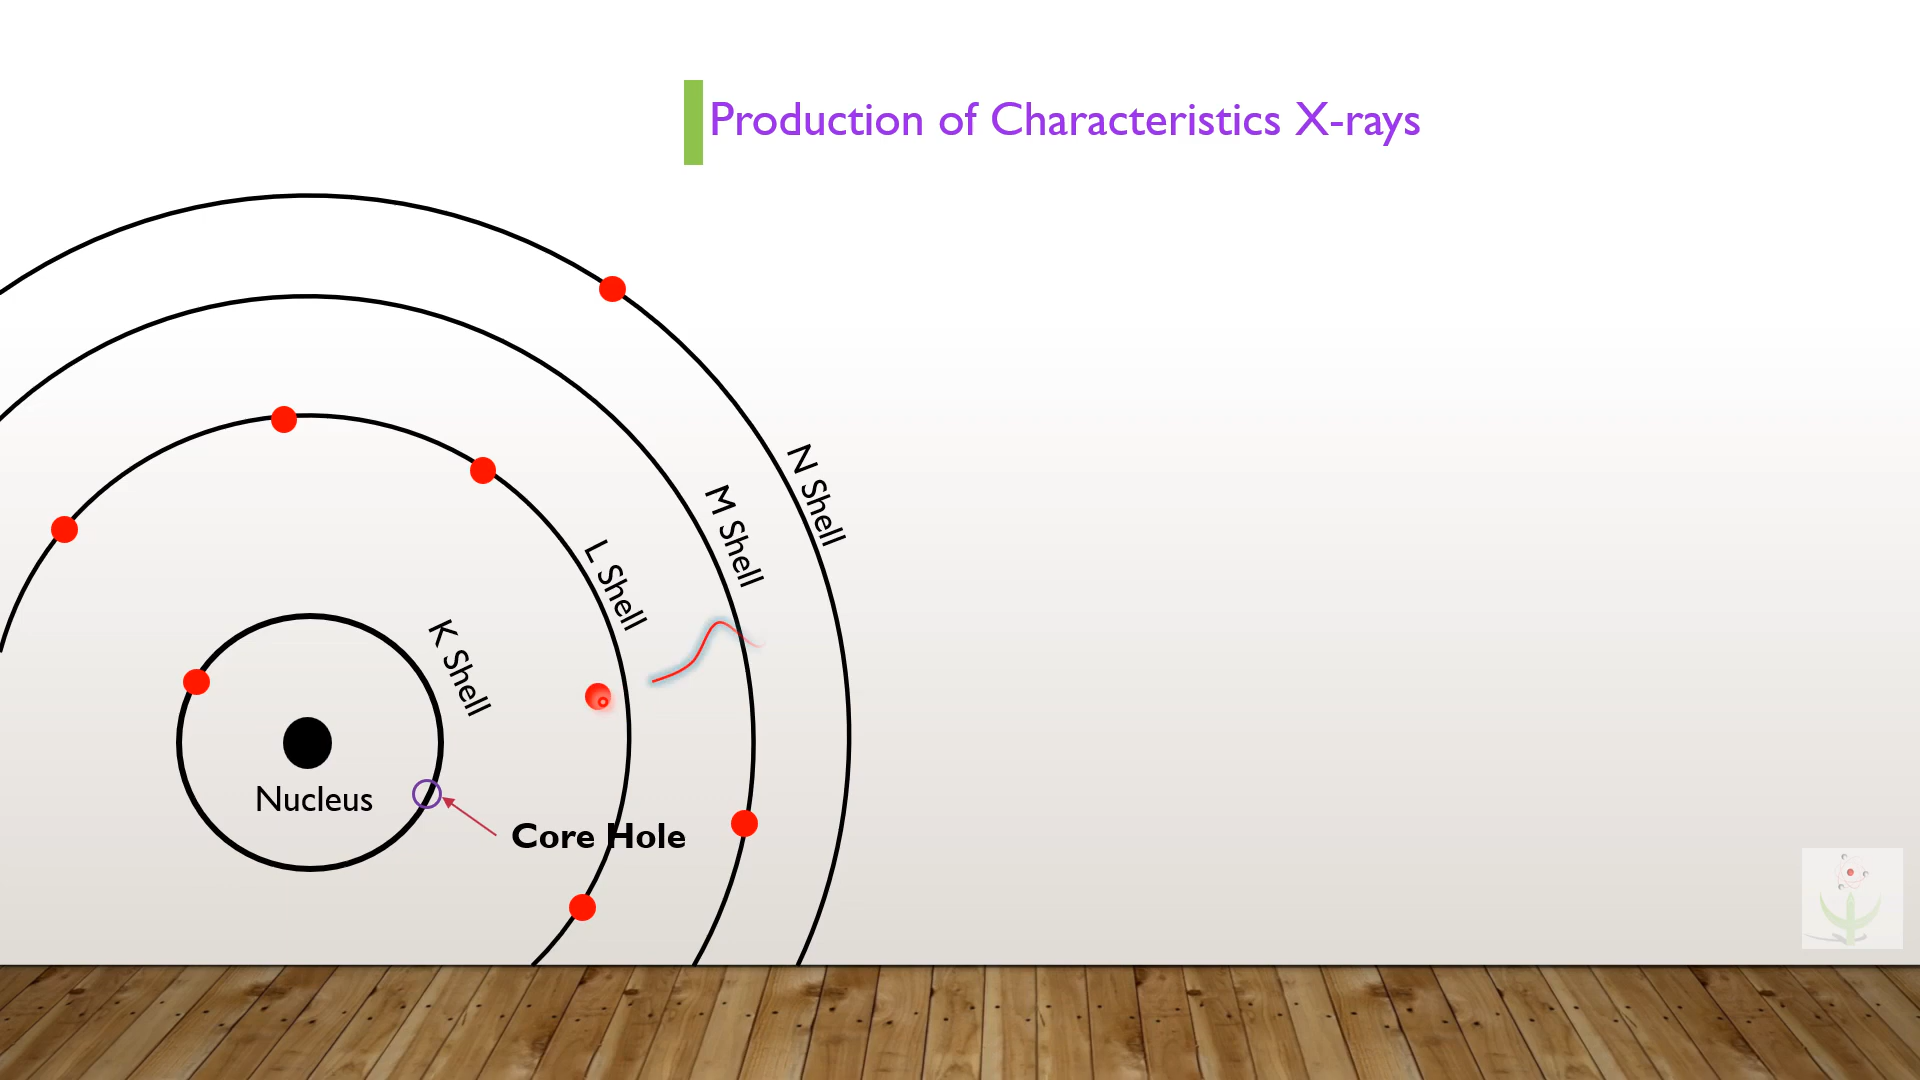 Production of Characteristics X-rays
N Shell
M Shell
L Shell
K Shell
Nucleus
Core Hole